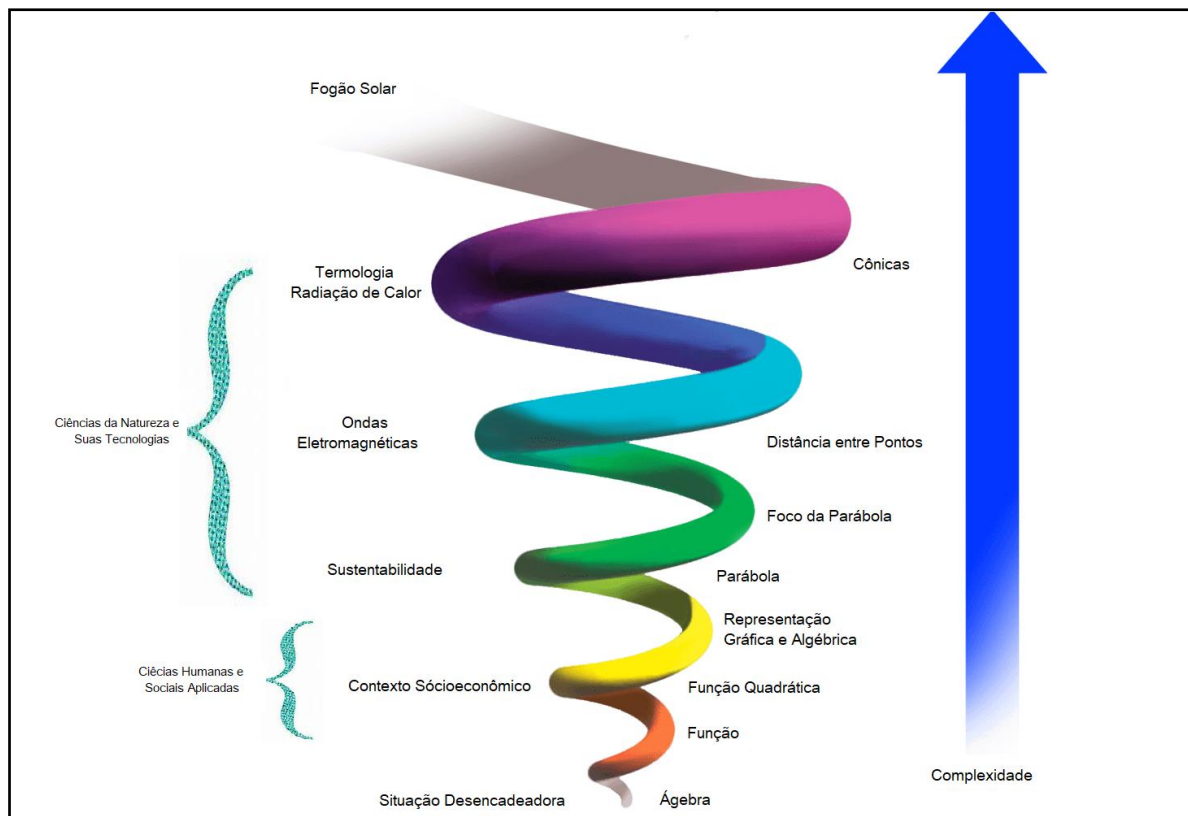 Fogão Solar
Termologia
Radiação de Calor
Cônicas
Ciências da Natureza e
Suas Tecnologias
Ondas
Eletromagnéticas
Distância entre Pontos
Foco da Parábola
Sustentabilidade
Parábola
Representação
Gráfica e Algébrica
Ciêcias Humanas e
Sociais Aplicadas
Contexto Sócioeconômico
Função Quadrática
Função
Situação Desencadeadora
Ágebra
Complexidade